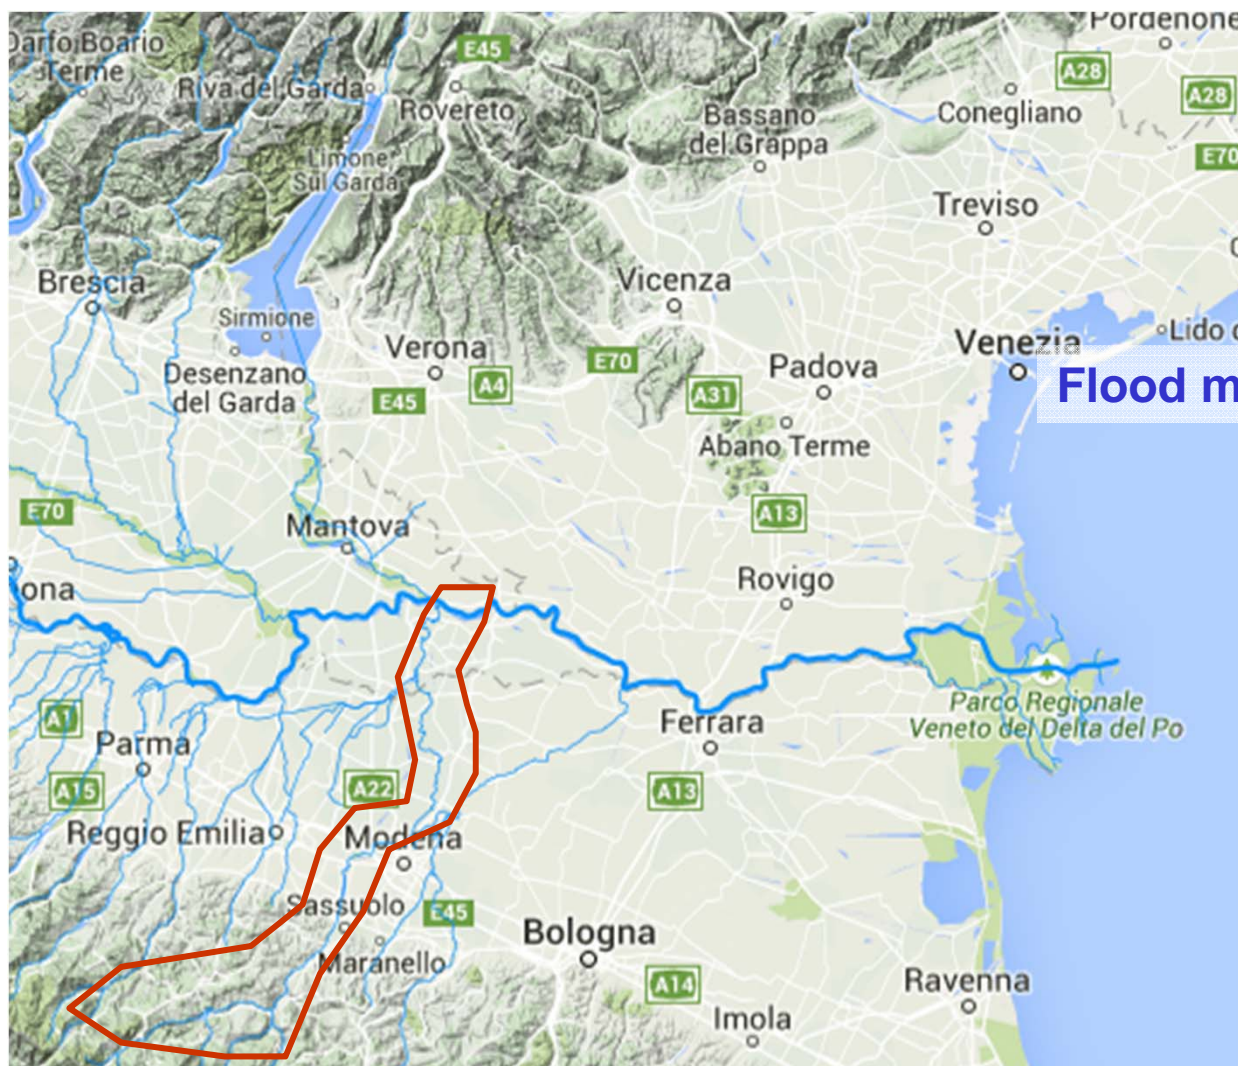 Pordenone
Darfo Boario
Terme
E45
A28
Riva del Garda
A28
Rovereto
Bassano
del Grappa
Conegliano
Limone
Sul Garda
E70
Treviso
Brescia
Vicenza
Sirmione
Verona
Venezia
Lido
E70
Padova
Desenzano
del Garda
A4
E45
A31
Flood m
Abano Terme
E70
Mantova
A13
Rovigo
ona
Parco Regionale
Veneto del Delta del Po
A1
Parma
Ferrara
A15
A22
A13
Reggio Emilia
Modena
Sassuolo
E45
Bologna
Maranello
A14
Ravenna
Imola